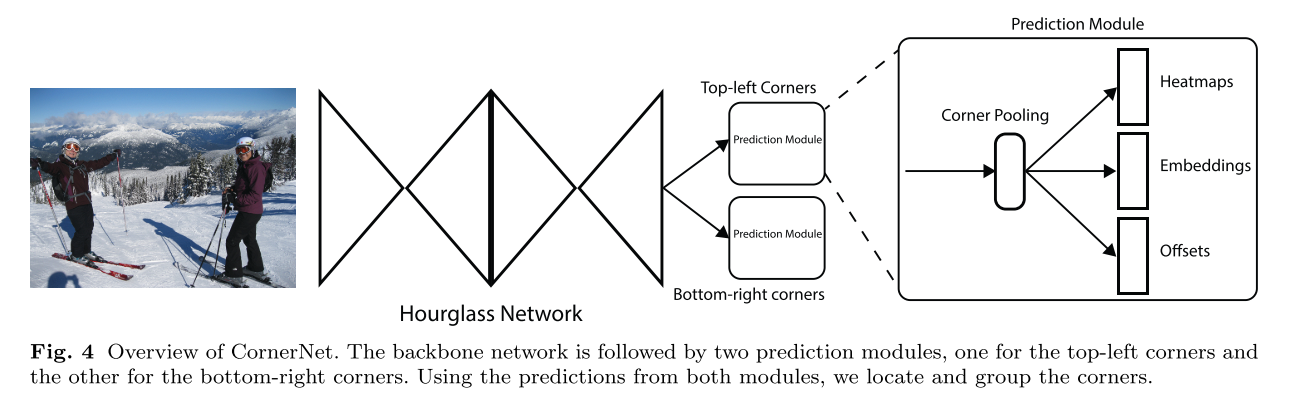 Prediction Module
Top-left Corners
Heatmaps
Corner Pooling
Prediction Module
Embeddings
Prediction Module
Offsets
Bottom-right corners
Hourglass Network
Fig. 4 Overview of CornerNet. The backbone network is followed by two prediction modules, one for the top-left corners and
the other for the bottom-right corners. Using the predictions from both modules, we locate and group the corners.